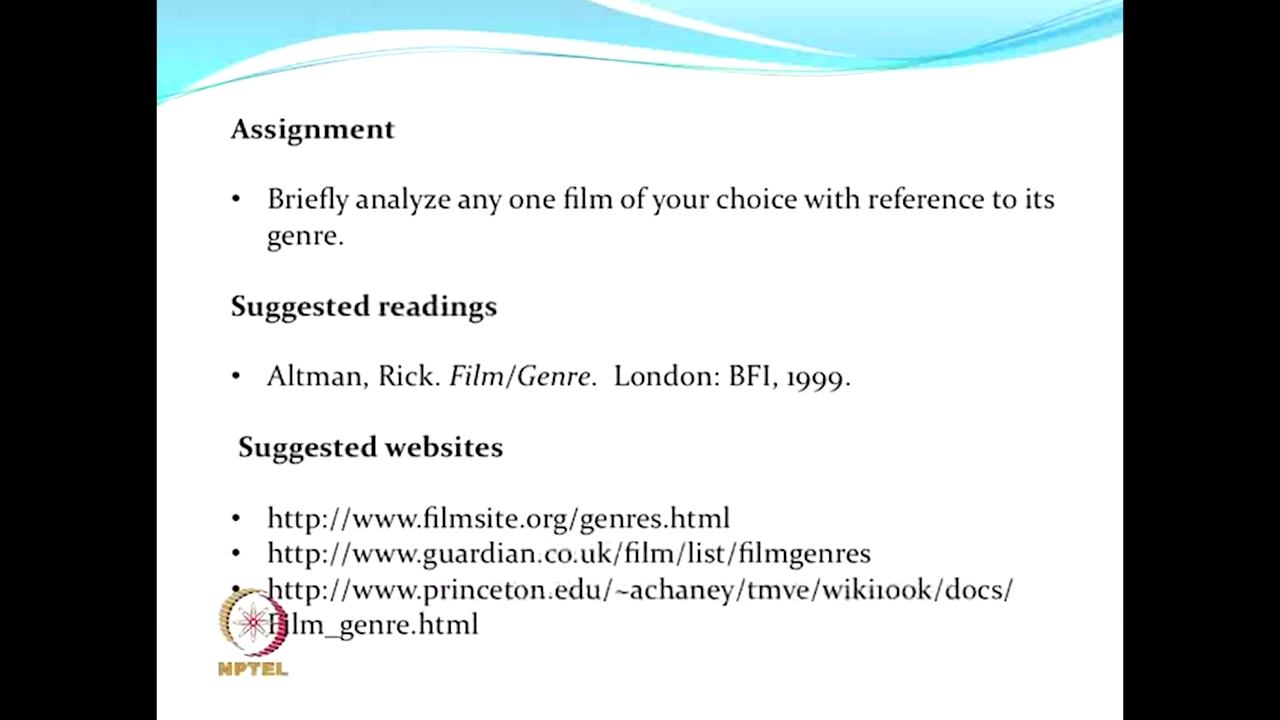 Assignment
• Briefly analyze any one film of your choice with reference to its
genre.
Suggested readings
• Altman, Rick. Film/Genre. London: BFI, 1999.
Suggested websites
• http://www.filmsite.org/genres.html
• http://www.guardian.co.uk/film/list/filmgenres
• http://www.princeton.edu/~achaney/tmve/wiki100k/docs/
Film_genre.html
NPTEL